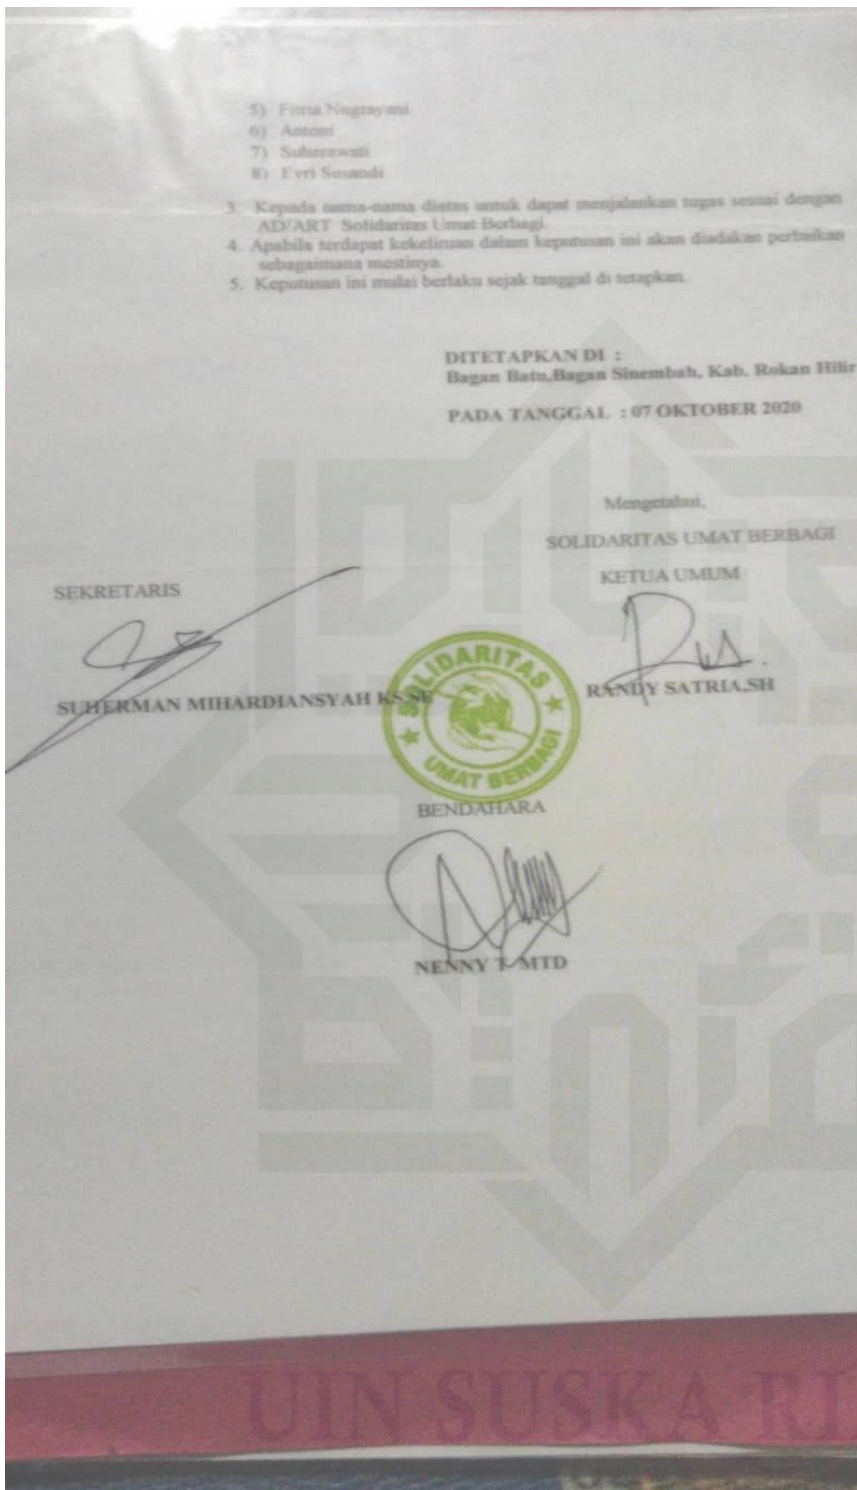 5) Fitria Nugrayani
6) Antoni
7) Suherawati
8) Evri Susandi
3. Kepada nama-nama diatas untuk dapat menjalankan tugas sesuai dengan
AD/ART Solidaritas Umat Berbagi.
4. Apabila terdapat kekeliruan dalam keputusan ini akan diadakan perbaikan
sebagaimana mestinya.
5. Keputusan ini mulai berlaku sejak tanggal di tetapkan.
DITETAPKAN DI :
Bagan Batu,Bagan Sinembah, Kab. Rokan Hilir
PADA TANGGAL : 07 OKTOBER 2020
Mengetahui,
SOLIDARITAS UMAT BERBAGI
SEKRETARIS
KETUA UMUM
SUHERMAN MIHARDIANSYAH KS,SE
RANDY SATRIA,SH
SOLIDARITAS
UMAT BERBAGI
BENDAHARA
NENNY MTD
UIN SUSKA RI